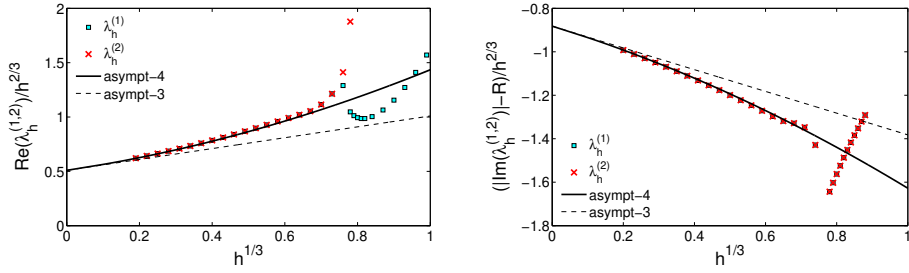 2
1.5
1
0.5
0
0
0.2
0.4
0.6
0.8
1
h^{1/3}
Re(λ_h^{(1,2)})/h^{2/3}
λ_h^{(1)}
λ_h^{(2)}
asympt−4
asympt−3
−0.8
−1
−1.2
−1.4
−1.6
−1.8
0
0.2
0.4
0.6
0.8
1
h^{1/3}
(|Im(λ_h^{(1,2)})|−R)/h^{2/3}
λ_h^{(1)}
λ_h^{(2)}
asympt−4
asympt−3